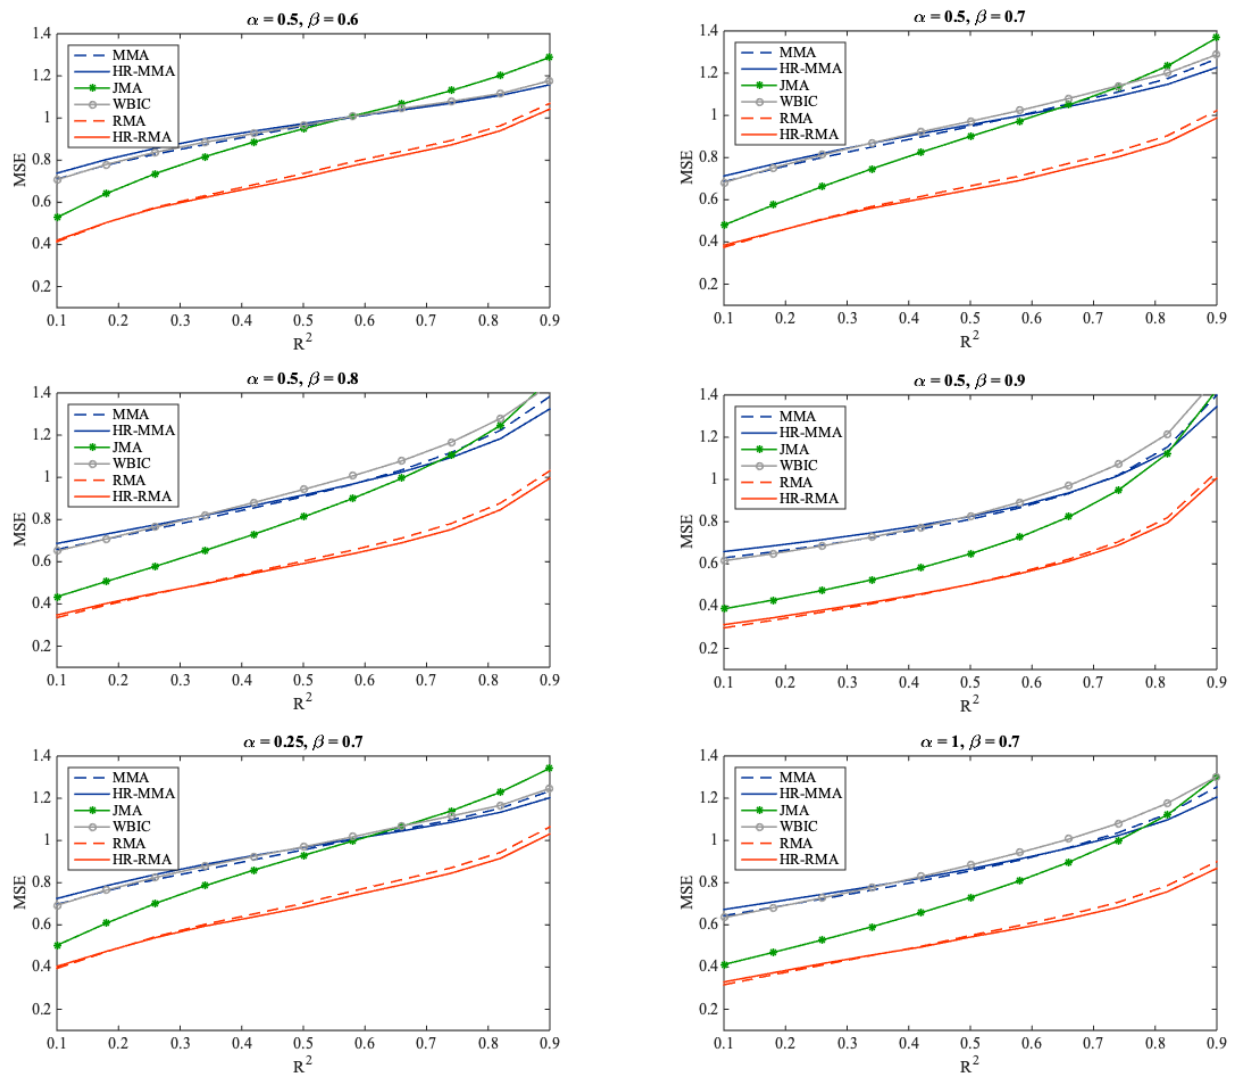 α = 0.5, β = 0.6
1.4
1.2
1
0.8
0.6
0.4
0.2
MSE
MMA
HR-MMA
JMA
WBIC
RMA
HR-RMA
0.1 0.2 0.3 0.4 0.5 0.6 0.7 0.8 0.9
R²
α = 0.5, β = 0.7
1.4
1.2
1
0.8
0.6
0.4
0.2
MSE
MMA
HR-MMA
JMA
WBIC
RMA
HR-RMA
0.1 0.2 0.3 0.4 0.5 0.6 0.7 0.8 0.9
R²
α = 0.5, β = 0.8
1.4
1.2
1
0.8
0.6
0.4
0.2
MSE
MMA
HR-MMA
JMA
WBIC
RMA
HR-RMA
0.1 0.2 0.3 0.4 0.5 0.6 0.7 0.8 0.9
R²
α = 0.5, β = 0.9
1.4
1.2
1
0.8
0.6
0.4
0.2
MSE
MMA
HR-MMA
JMA
WBIC
RMA
HR-RMA
0.1 0.2 0.3 0.4 0.5 0.6 0.7 0.8 0.9
R²
α = 0.25, β = 0.7
1.4
1.2
1
0.8
0.6
0.4
0.2
MSE
MMA
HR-MMA
JMA
WBIC
RMA
HR-RMA
0.1 0.2 0.3 0.4 0.5 0.6 0.7 0.8 0.9
R²
α = 1, β = 0.7
1.4
1.2
1
0.8
0.6
0.4
0.2
MSE
MMA
HR-MMA
JMA
WBIC
RMA
HR-RMA
0.1 0.2 0.3 0.4 0.5 0.6 0.7 0.8 0.9
R²